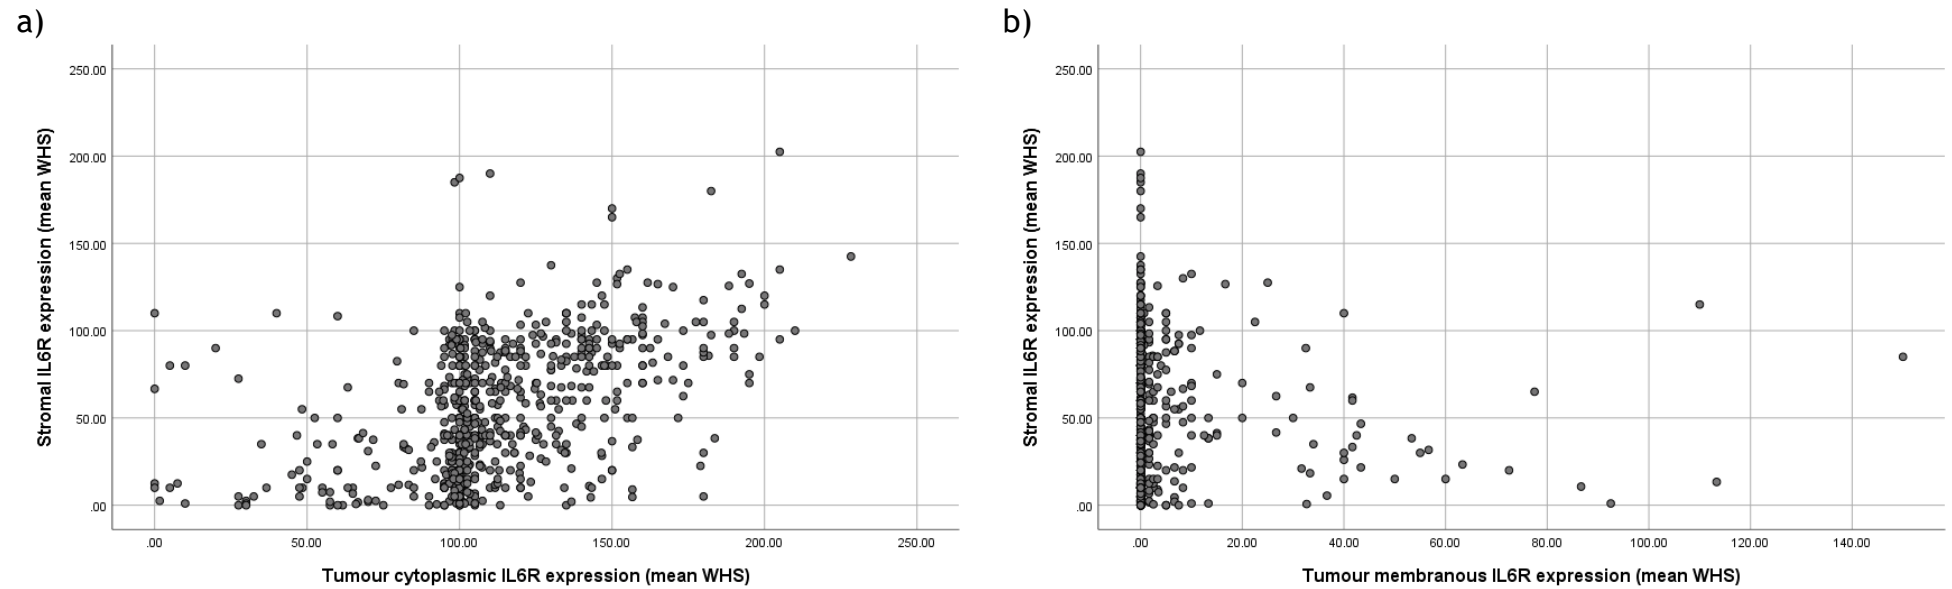 a)
250.00
200.00
150.00
100.00
50.00
.00
Stromal IL6R expression (mean WHS)
.00 50.00 100.00 150.00 200.00 250.00
Tumour cytoplasmic IL6R expression (mean WHS)
b)
250.00
200.00
150.00
100.00
50.00
.00
Stromal IL6R expression (mean WHS)
.00 20.00 40.00 60.00 80.00 100.00 120.00 140.00
Tumour membranous IL6R expression (mean WHS)